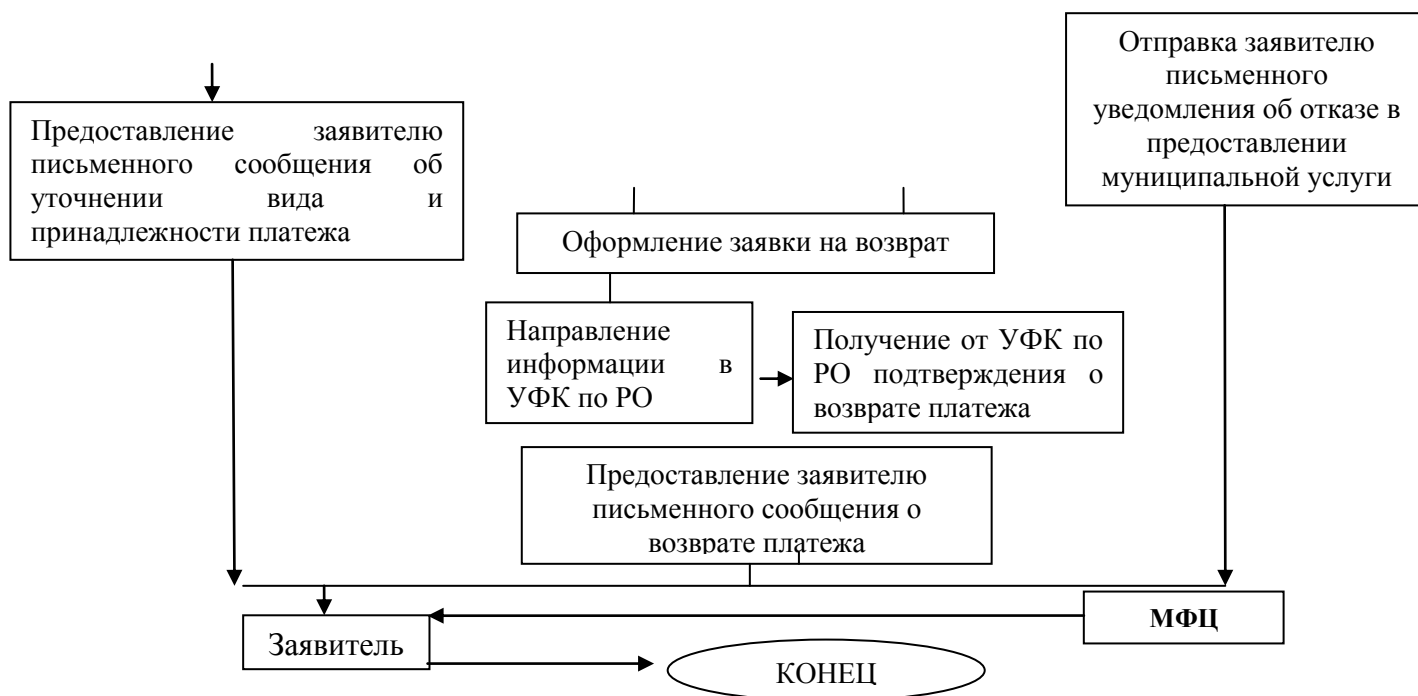 Отправка заявителю
письменного
уведомления об отказе в
предоставлении
муниципальной услуги
Предоставление заявителю
письменного сообщения об
уточнении вида и
принадлежности платежа
Оформление заявки на возврат
Направление
информации в
УФК по РО
Получение от УФК по
РО подтверждения о
возврате платежа
Предоставление заявителю
письменного сообщения о
возврате платежа
МФЦ
Заявитель
КОНЕЦ